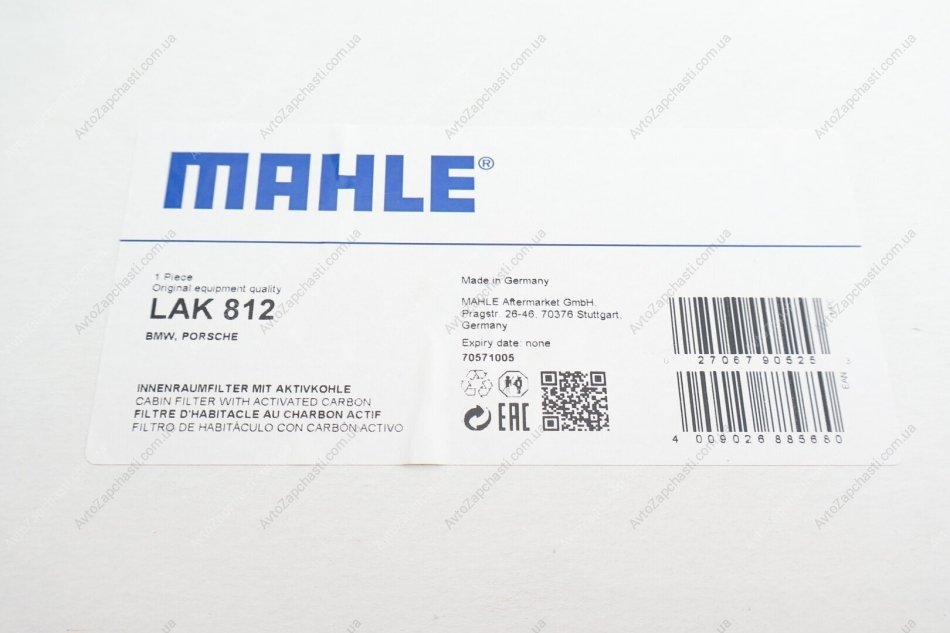 MAHLE®
1 Piece
Original equipment quality
LAK 812
BMW, PORSCHE
INNENRAUMFILTER MIT AKTIVKOHLE
CABIN FILTER WITH ACTIVATED CARBON
FILTRE D'HABITACLE AU CHARBON ACTIF
FILTRO DE HABITÁCULO CON CARBÓN ACTIVO
Made in Germany
MAHLE Aftermarket GmbH,
Pragstr. 26-46, 70376 Stuttgart,
Germany
Expiry date: none
70571005
EAC
0 27067 90525 3
EAN
4 009026 885680
AvtoZapchasti.com.ua